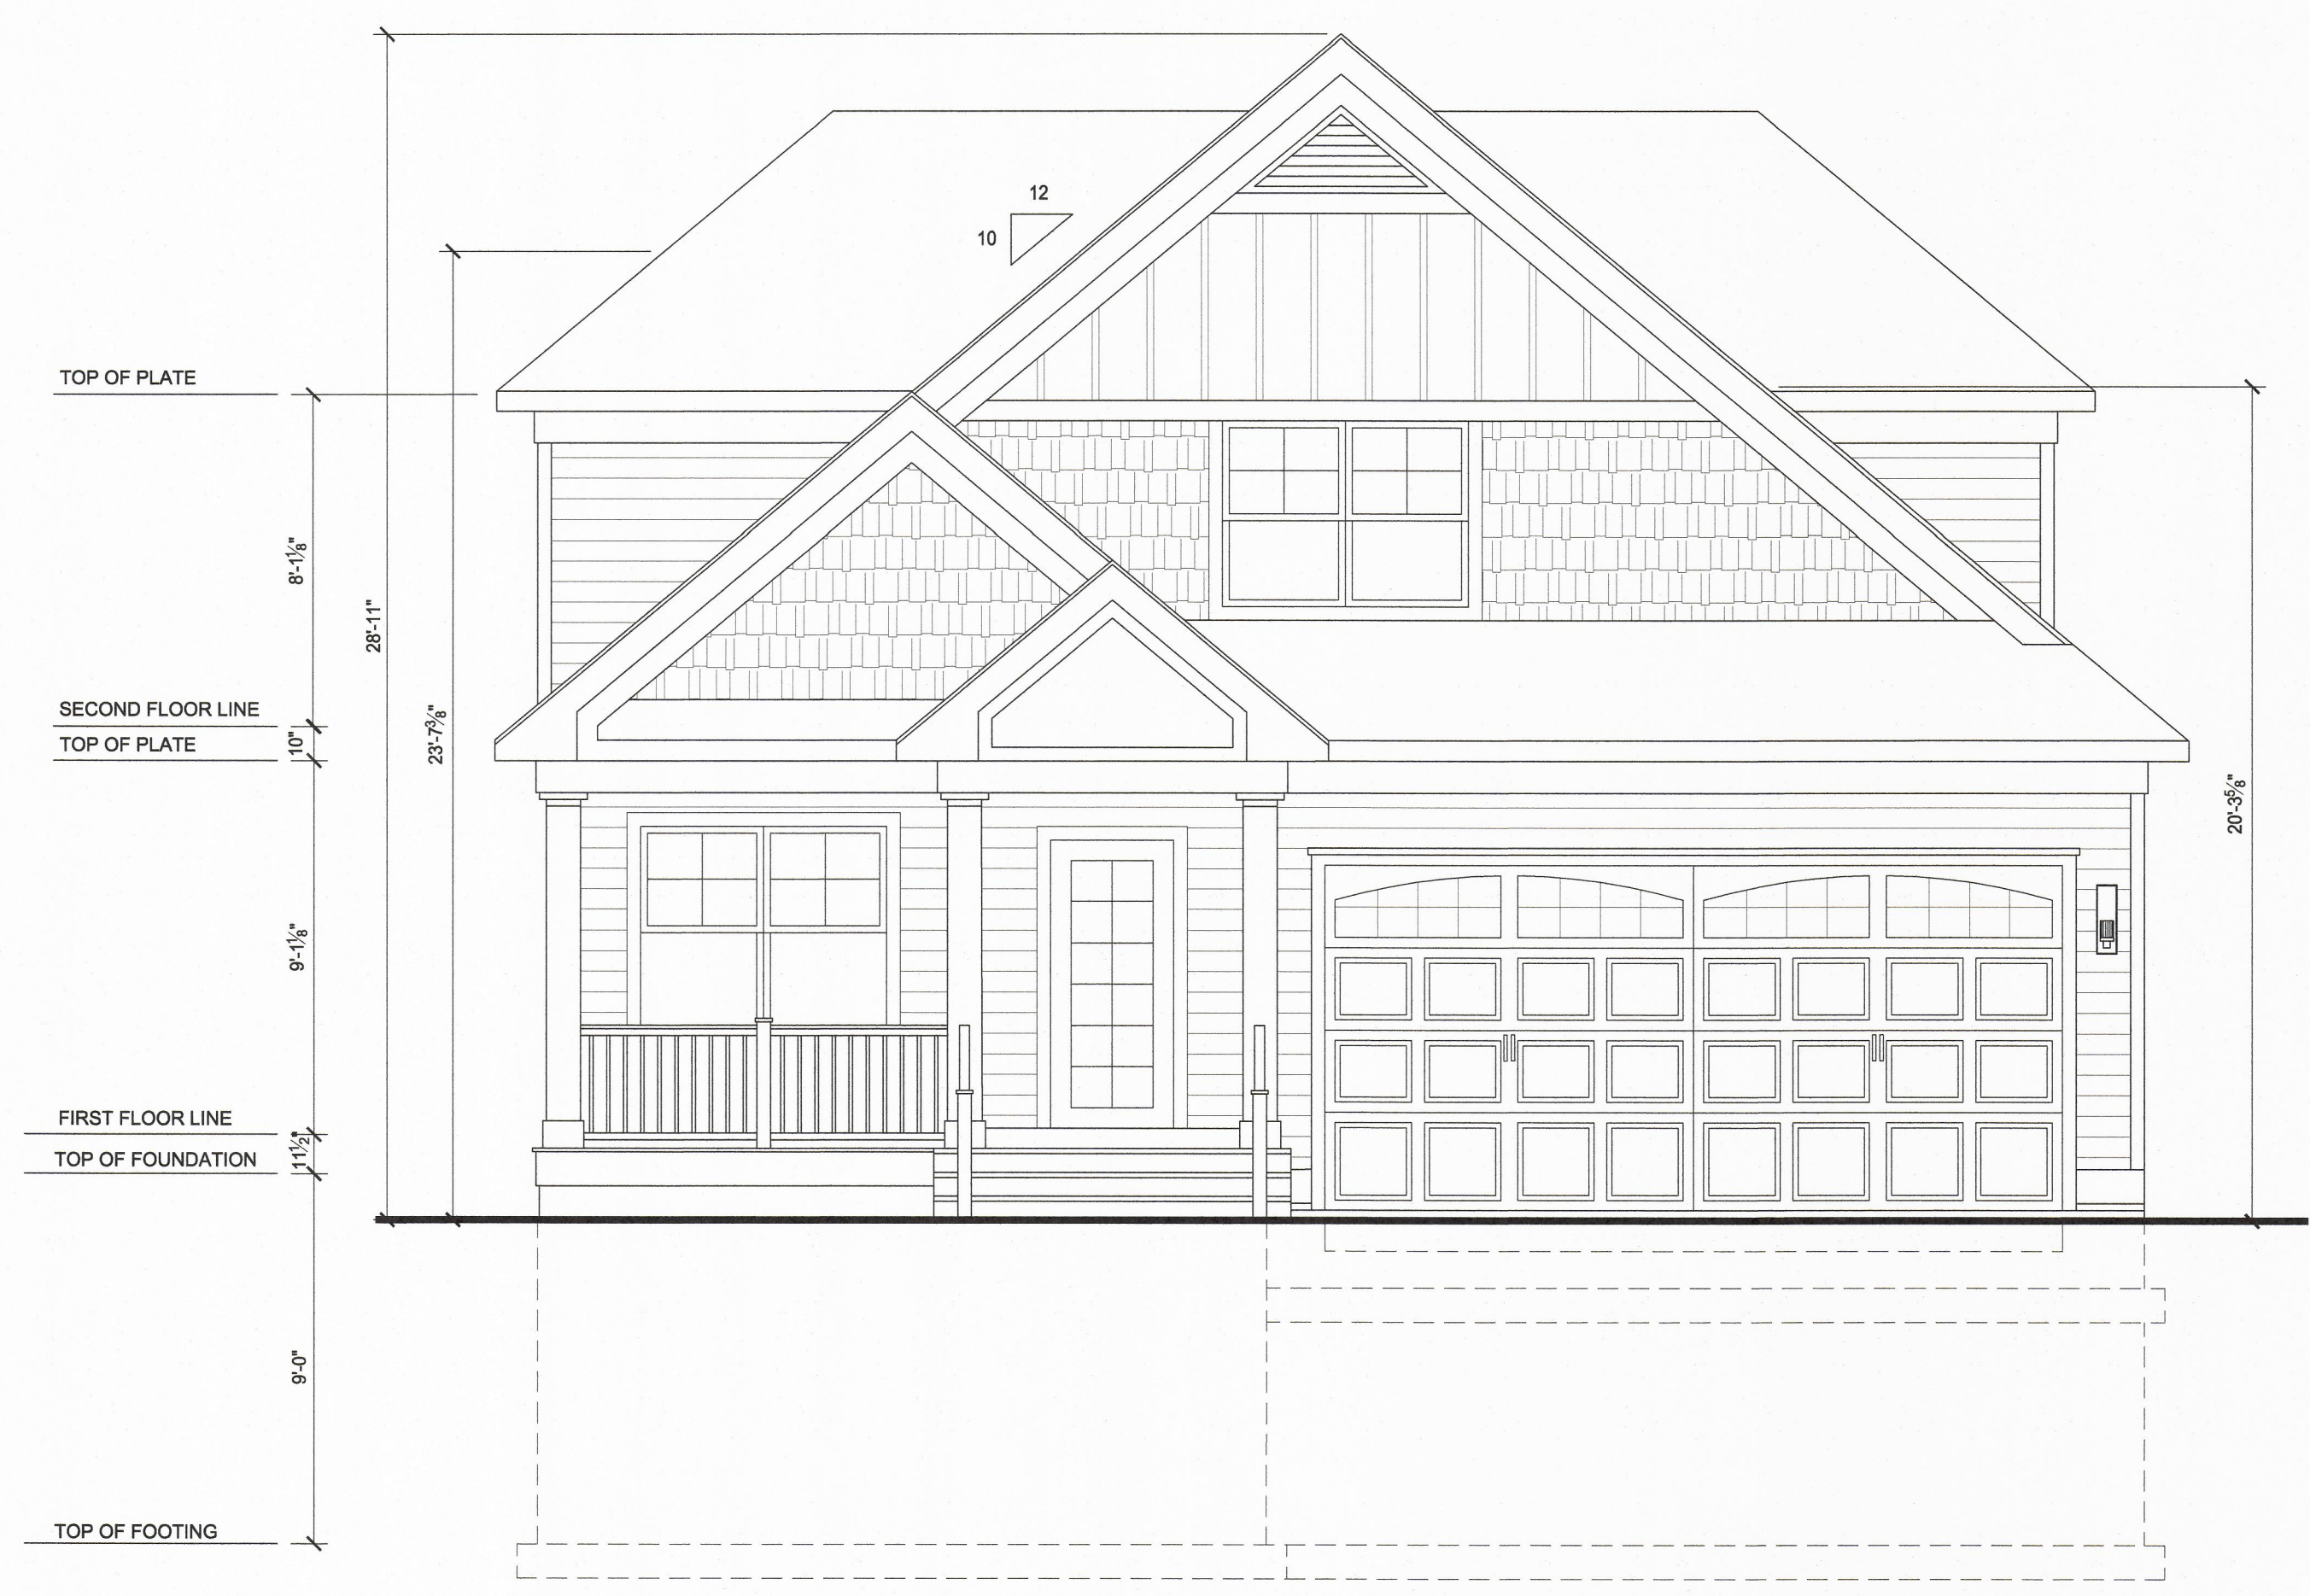 12
10
TOP OF PLATE
8'-1⅛"
28'-11"
23'-7⅜"
SECOND FLOOR LINE
TOP OF PLATE
10"
20'-3⅝"
9'-1⅛"
FIRST FLOOR LINE
11½"
TOP OF FOUNDATION
9'-0"
TOP OF FOOTING